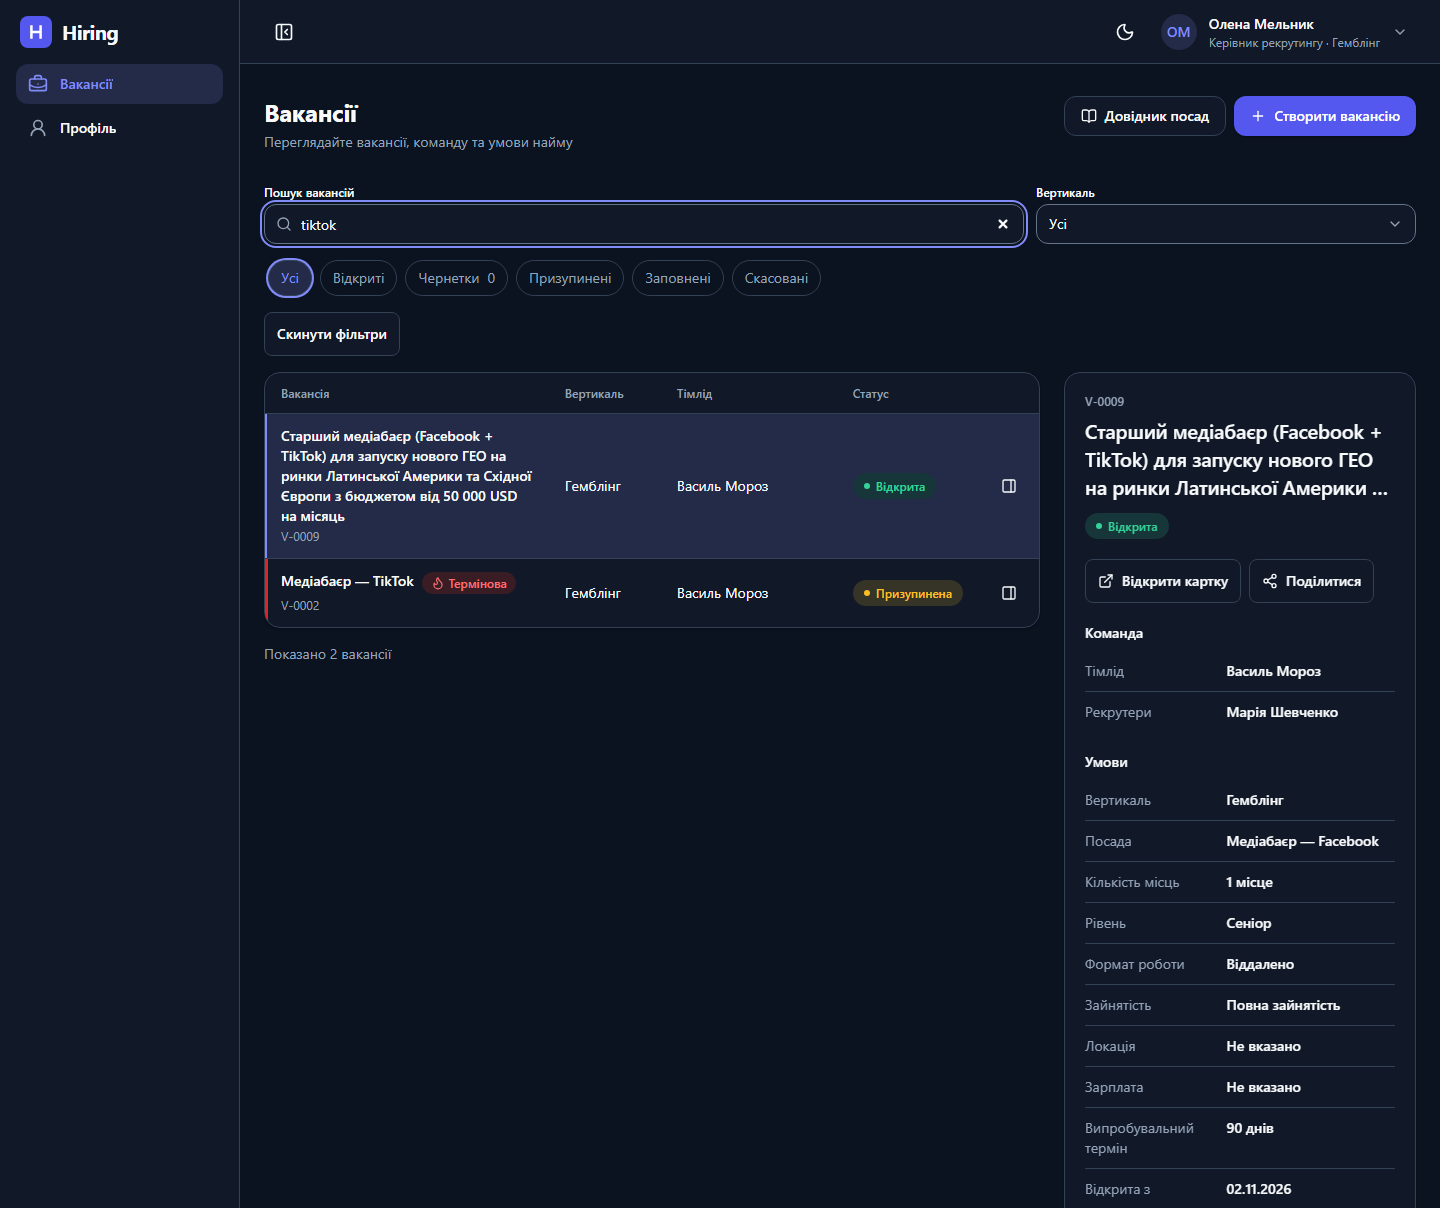 H Hiring
Вакансії
Профіль
ОМ
Олена Мельник
Керівник рекрутингу · Гемблінг
Вакансії
Переглядайте вакансії, команду та умови найму
Довідник посад
Створити вакансію
Пошук вакансій
tiktok
Вертикаль
Усі
Усі
Відкриті
Чернетки 0
Призупинені
Заповнені
Скасовані
Скинути фільтри
Вакансія Вертикаль Тімлід Статус
Старший медіабаєр (Facebook +
TikTok) для запуску нового ГЕО на
ринки Латинської Америки та Східної
Європи з бюджетом від 50 000 USD
на місяць
V-0009
Гемблінг
Василь Мороз
Відкрита
Медіабаєр — TikTok
Термінова
V-0002
Гемблінг
Василь Мороз
Призупинена
Показано 2 вакансії
V-0009
Старший медіабаєр (Facebook +
TikTok) для запуску нового ГЕО
на ринки Латинської Америки ...
Відкрита
Відкрити картку
Поділитися
Команда
Тімлід Василь Мороз
Рекрутери Марія Шевченко
Умови
Вертикаль Гемблінг
Посада Медіабаєр — Facebook
Кількість місць 1 місце
Рівень Сеніор
Формат роботи Віддалено
Зайнятість Повна зайнятість
Локація Не вказано
Зарплата Не вказано
Випробувальний 90 днів
термін
Відкрита з 02.11.2026